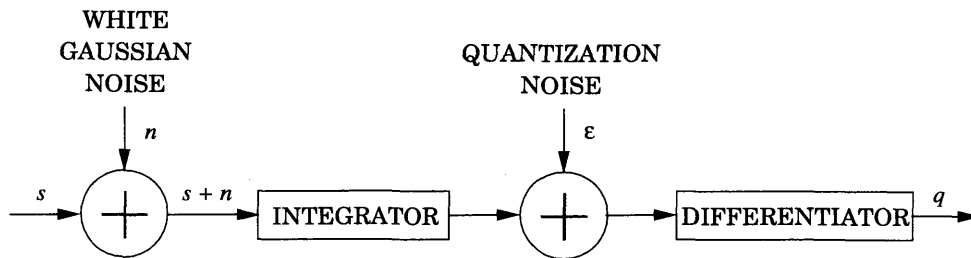 WHITE
GAUSSIAN
NOISE
QUANTIZATION
NOISE
n
ε
s
s + n
INTEGRATOR
DIFFERENTIATOR
q